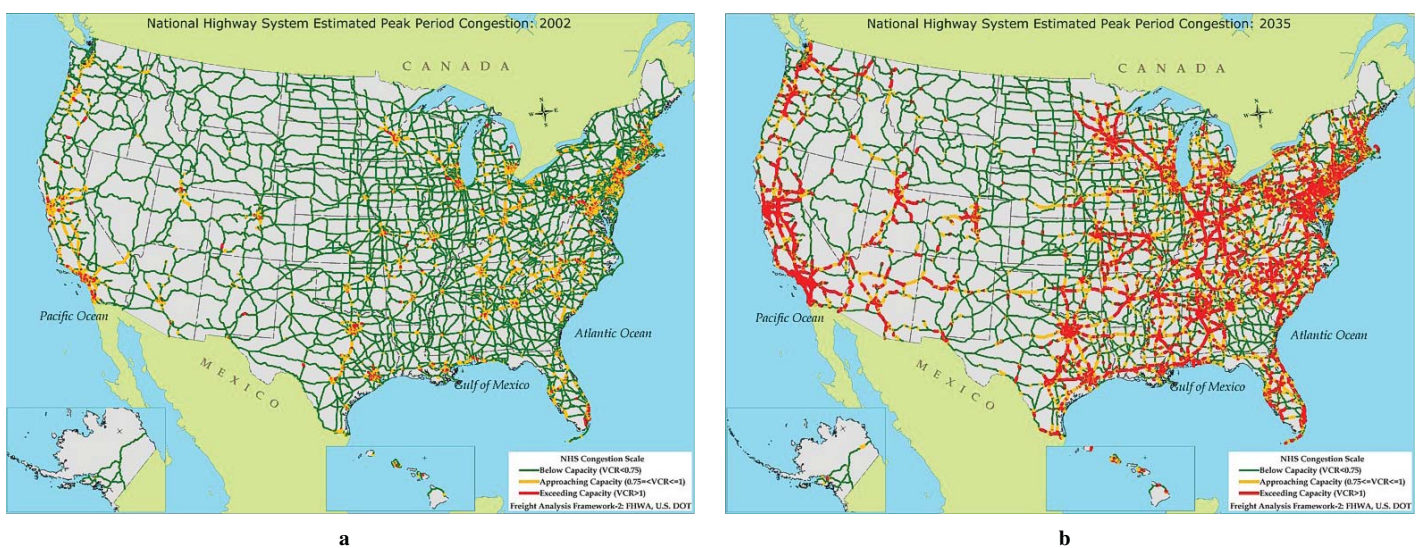 National Highway System Estimated Peak Period Congestion: 2002
CANADA
Pacific Ocean
Atlantic Ocean
MEXICO
Gulf of Mexico
NHS Congestion Scale
Below Capacity (VCR<0.75)
Approaching Capacity (0.75=<VCR<=1)
Exceeding Capacity (VCR>1)
Freight Analysis Framework-2: FHWA, U.S. DOT
a
National Highway System Estimated Peak Period Congestion: 2035
CANADA
Pacific Ocean
Atlantic Ocean
MEXICO
Gulf of Mexico
NHS Congestion Scale
Below Capacity (VCR<0.75)
Approaching Capacity (0.75=<VCR<=1)
Exceeding Capacity (VCR>1)
Freight Analysis Framework-2: FHWA, U.S. DOT
b